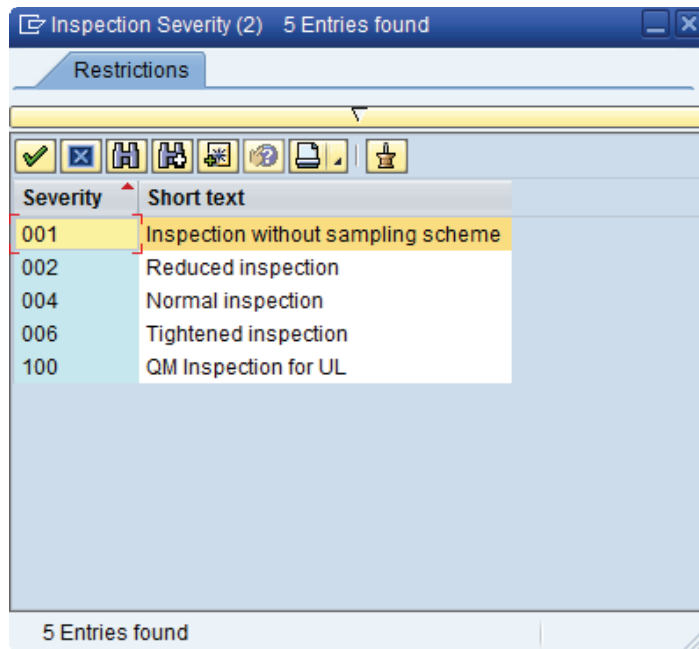 Inspection Severity (2) 5 Entries found
Restrictions
Severity Short text
001 Inspection without sampling scheme
002 Reduced inspection
004 Normal inspection
006 Tightened inspection
100 QM Inspection for UL
5 Entries found